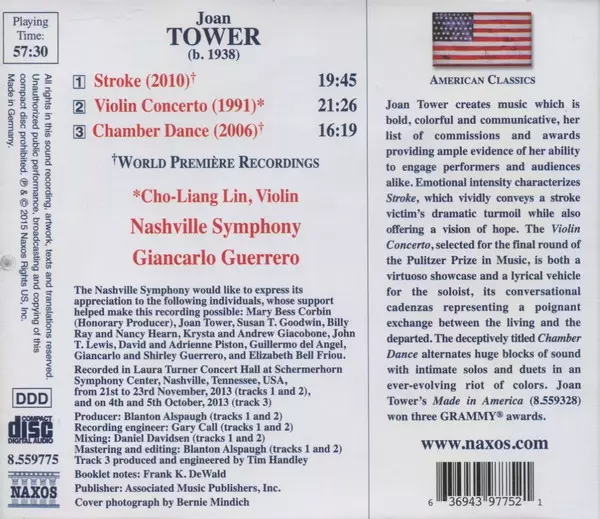 Playing
Time:
57:30
All rights in this sound recording, artwork, texts and translations reserved.
Unauthorized public performance, broadcasting and copying of this
compact disc prohibited. ℗ & © 2015 Naxos Rights US, Inc.
Made in Germany.
DDD
COMPACT
disc
DIGITAL AUDIO
8.559775
NAXOS
Joan
TOWER
(b. 1938)
1 Stroke (2010)† 19:45
2 Violin Concerto (1991)* 21:26
3 Chamber Dance (2006)† 16:19
†WORLD PREMIÈRE RECORDINGS
*Cho-Liang Lin, Violin
Nashville Symphony
Giancarlo Guerrero
The Nashville Symphony would like to express its
appreciation to the following individuals, whose support
helped make this recording possible: Mary Bess Corbin
(Honorary Producer), Joan Tower, Susan T. Goodwin, Billy
Ray and Nancy Hearn, Krysta and Andrew Giacobone, John
T. Lewis, David and Adrienne Piston, Guillermo del Angel,
Giancarlo and Shirley Guerrero, and Elizabeth Bell Friou.
Recorded in Laura Turner Concert Hall at Schermerhorn
Symphony Center, Nashville, Tennessee, USA,
from 21st to 23rd November, 2013 (tracks 1 and 2),
and on 4th and 5th October, 2013 (track 3)
Producer: Blanton Alspaugh (tracks 1 and 2)
Recording engineer: Gary Call (tracks 1 and 2)
Mixing: Daniel Davidsen (tracks 1 and 2)
Mastering and editing: Blanton Alspaugh (tracks 1 and 2)
Track 3 produced and engineered by Tim Handley
Booklet notes: Frank K. DeWald
Publisher: Associated Music Publishers, Inc.
Cover photograph by Bernie Mindich
AMERICAN CLASSICS
Joan Tower creates music which is
bold, colorful and communicative, her
list of commissions and awards
providing ample evidence of her ability
to engage performers and audiences
alike. Emotional intensity characterizes
Stroke, which vividly conveys a stroke
victim's dramatic turmoil while also
offering a vision of hope. The Violin
Concerto, selected for the final round of
the Pulitzer Prize in Music, is both a
virtuoso showcase and a lyrical vehicle
for the soloist, its conversational
cadenzas representing a poignant
exchange between the living and the
departed. The deceptively titled Chamber
Dance alternates huge blocks of sound
with intimate solos and duets in an
ever-evolving riot of colors. Joan
Tower's Made in America (8.559328)
won three GRAMMY® awards.
www.naxos.com
6 36943 97752 1